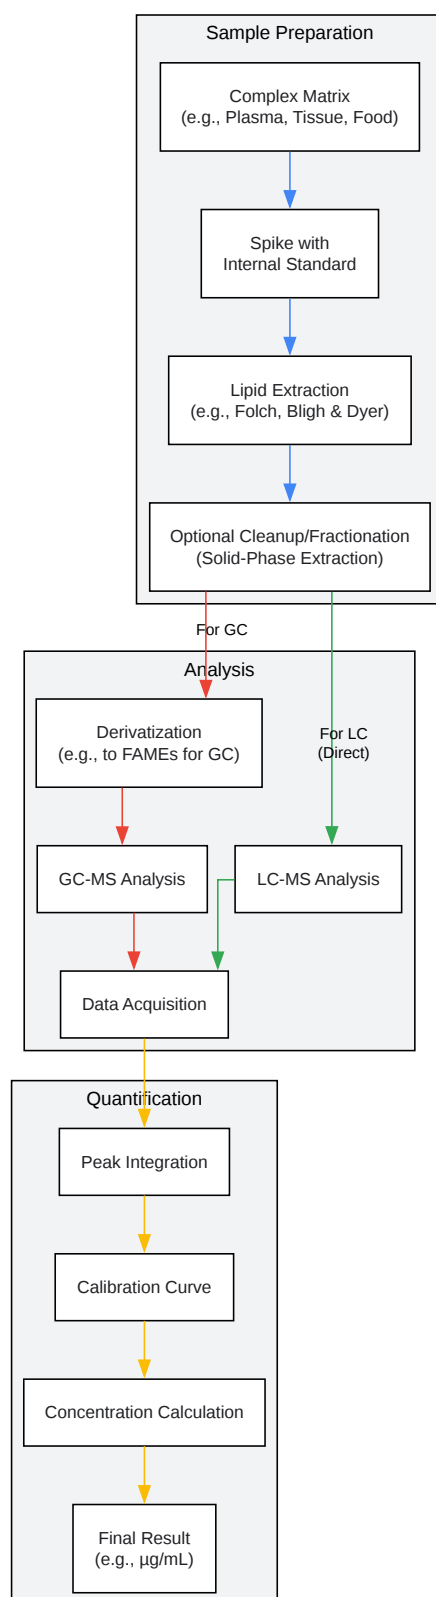 Sample Preparation
Complex Matrix
(e.g., Plasma, Tissue, Food)
Spike with
Internal Standard
Lipid Extraction
(e.g., Folch, Bligh & Dyer)
Optional Cleanup/Fractionation
(Solid-Phase Extraction)
For GC
Analysis
Derivatization
(e.g., to FAMEs for GC)
For LC
(Direct)
GC-MS Analysis
LC-MS Analysis
Data Acquisition
Quantification
Peak Integration
Calibration Curve
Concentration Calculation
Final Result
(e.g., µg/mL)